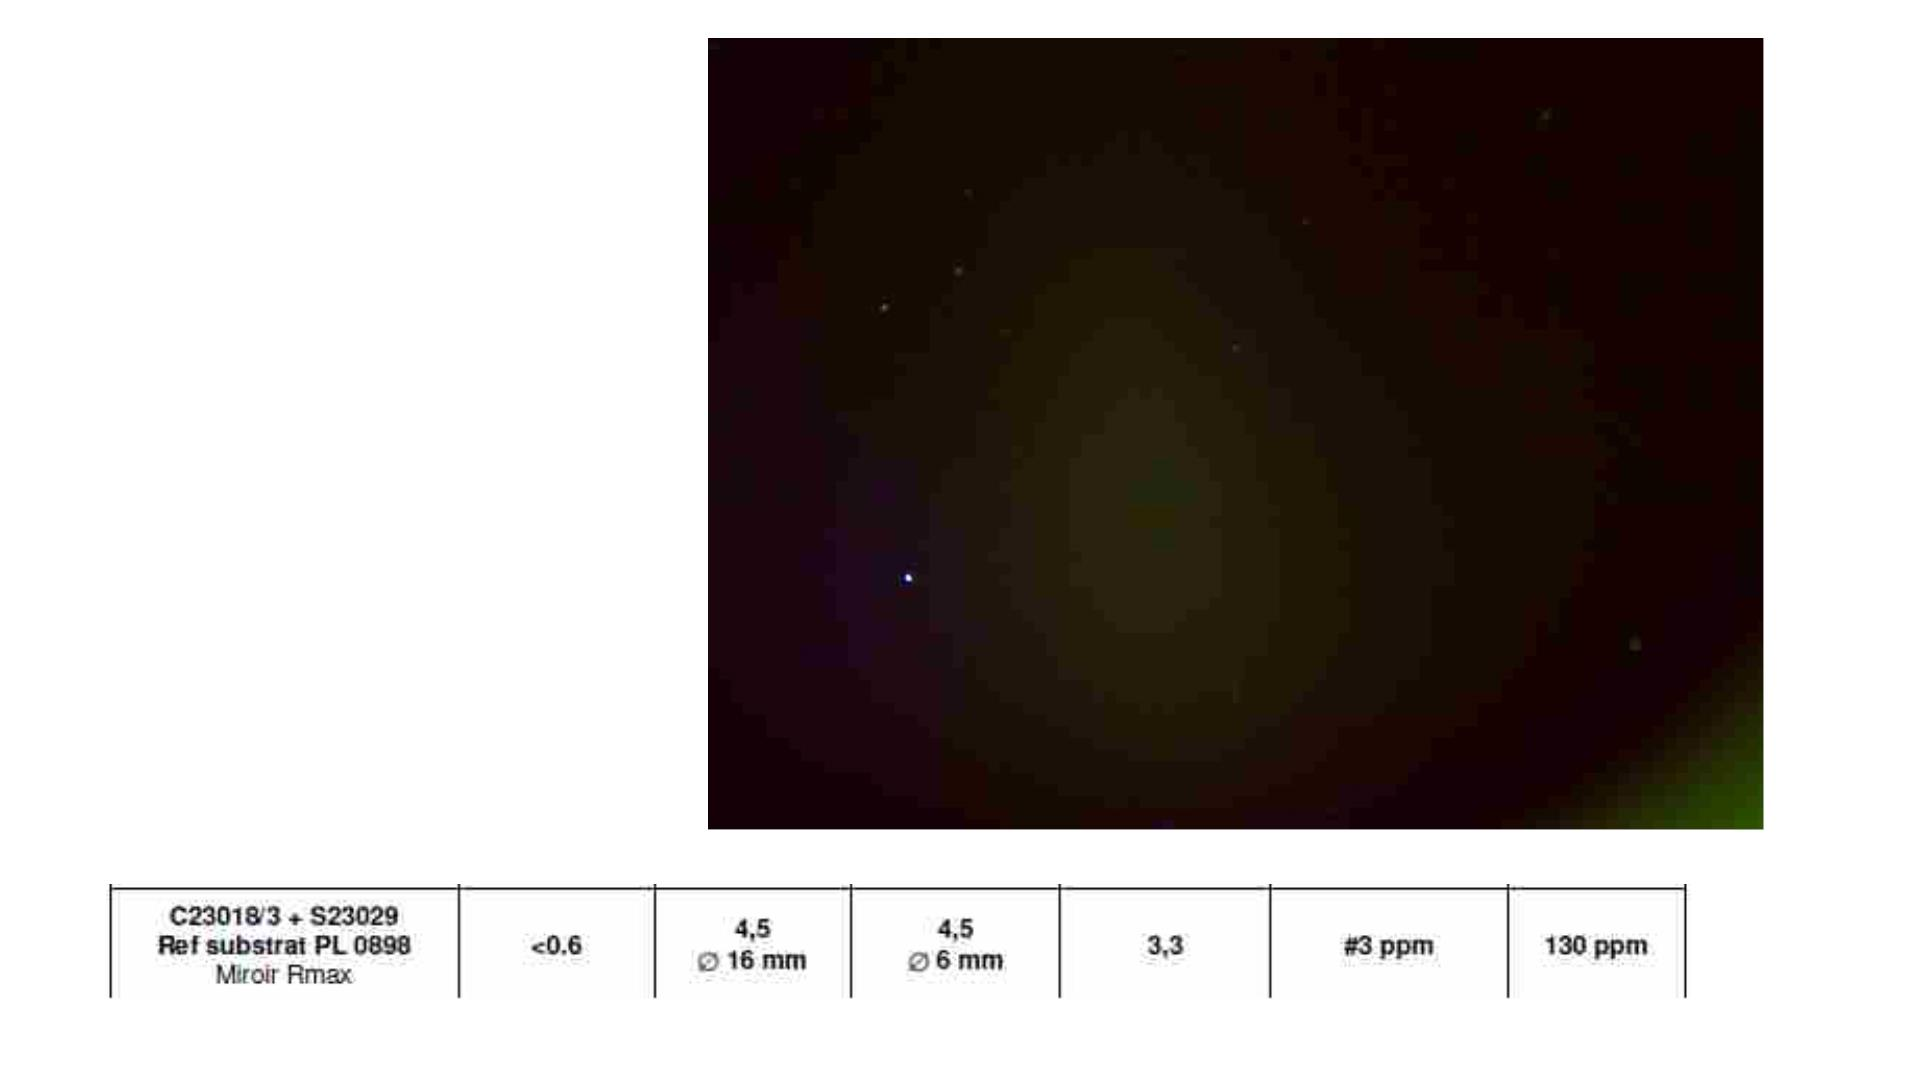 C23018/3 + S23029
Ref substrat PL 0898
Miroir Rmax
<0.6
4,5
∅ 16 mm
4,5
∅ 6 mm
3,3
#3 ppm
130 ppm